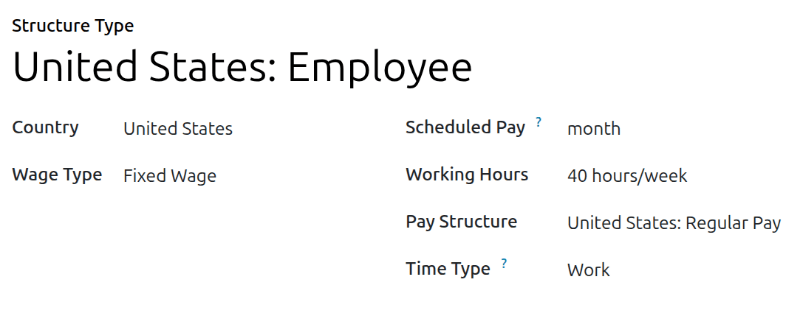 Structure Type
United States: Employee
Country United States
Wage Type Fixed Wage
Scheduled Pay ? month
Working Hours 40 hours/week
Pay Structure United States: Regular Pay
Time Type ? Work